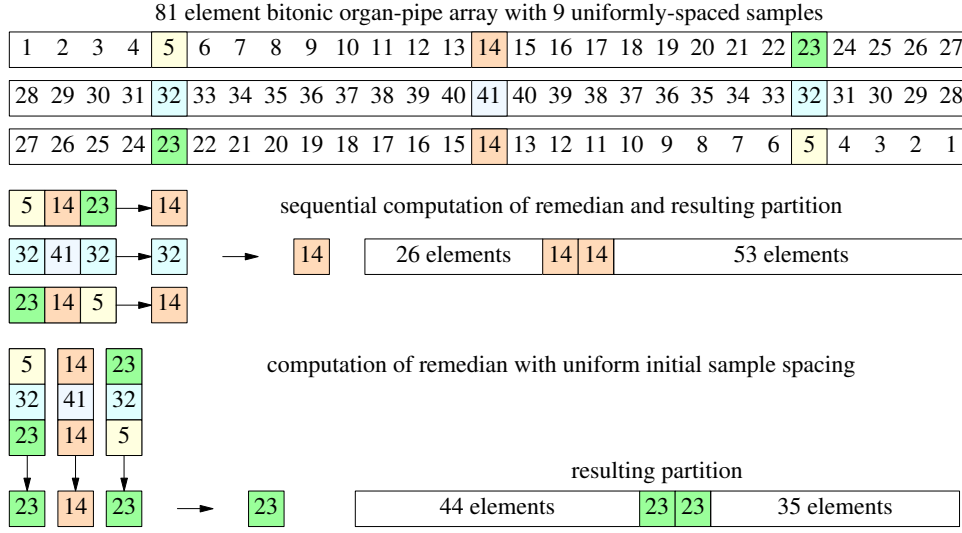 81 element bitonic organ-pipe array with 9 uniformly-spaced samples
1 2 3 4 5 6 7 8 9 10 11 12 13 14 15 16 17 18 19 20 21 22 23 24 25 26 27
28 29 30 31 32 33 34 35 36 37 38 39 40 41 40 39 38 37 36 35 34 33 32 31 30 29 28
27 26 25 24 23 22 21 20 19 18 17 16 15 14 13 12 11 10 9 8 7 6 5 4 3 2 1
5 14 23 14 sequential computation of remedian and resulting partition
32 41 32 32 14 26 elements 14 14 53 elements
23 14 5 14
5 14 23 computation of remedian with uniform initial sample spacing
32 41 32
23 14 5
resulting partition
23 14 23 23 44 elements 23 23 35 elements